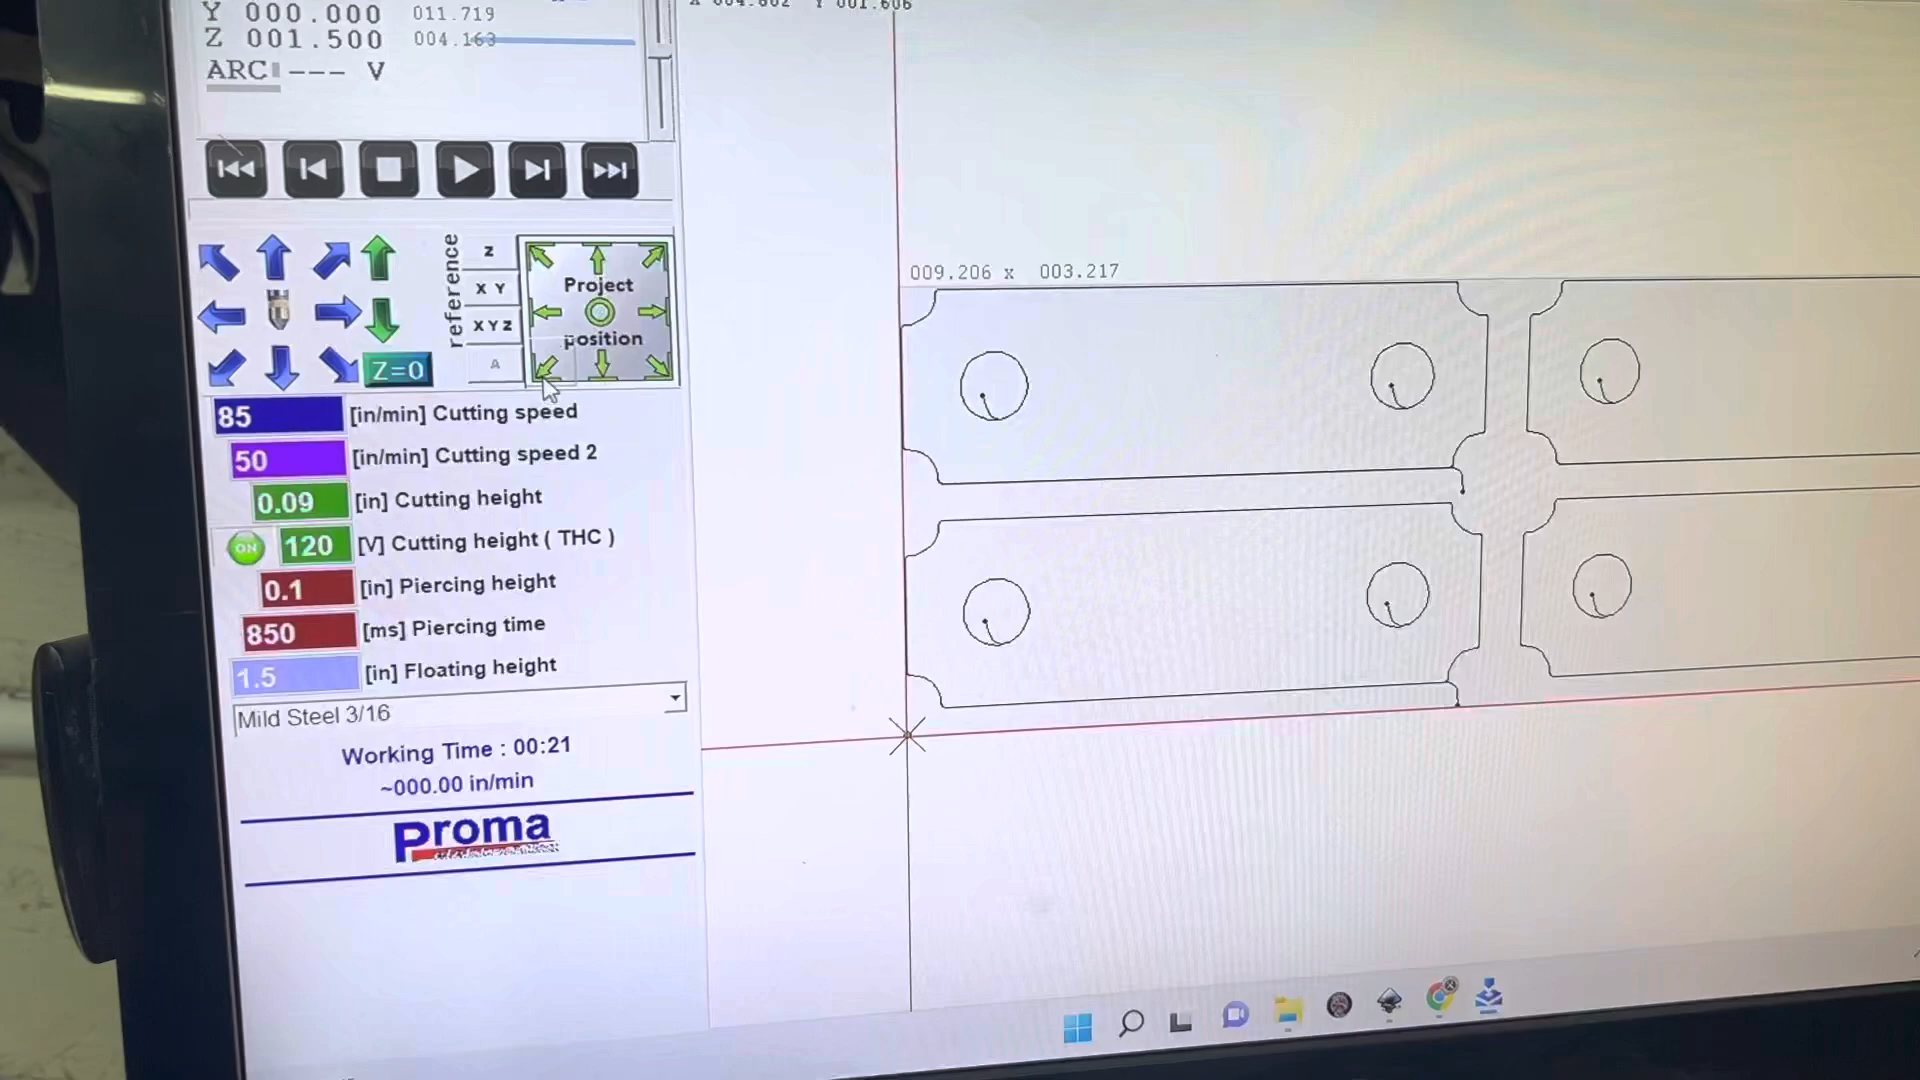 Y 000.000 011.719
Z 001.500 004.163
ARC --- V
reference
Z
X Y
X Y Z
A
Project
position
Z=0
85 [in/min] Cutting speed
50 [in/min] Cutting speed 2
0.09 [in] Cutting height
ON 120 [V] Cutting height ( THC )
0.1 [in] Piercing height
850 [ms] Piercing time
1.5 [in] Floating height
Mild Steel 3/16
Working Time : 00:21
~000.00 in/min
Proma
009.206 x 003.217